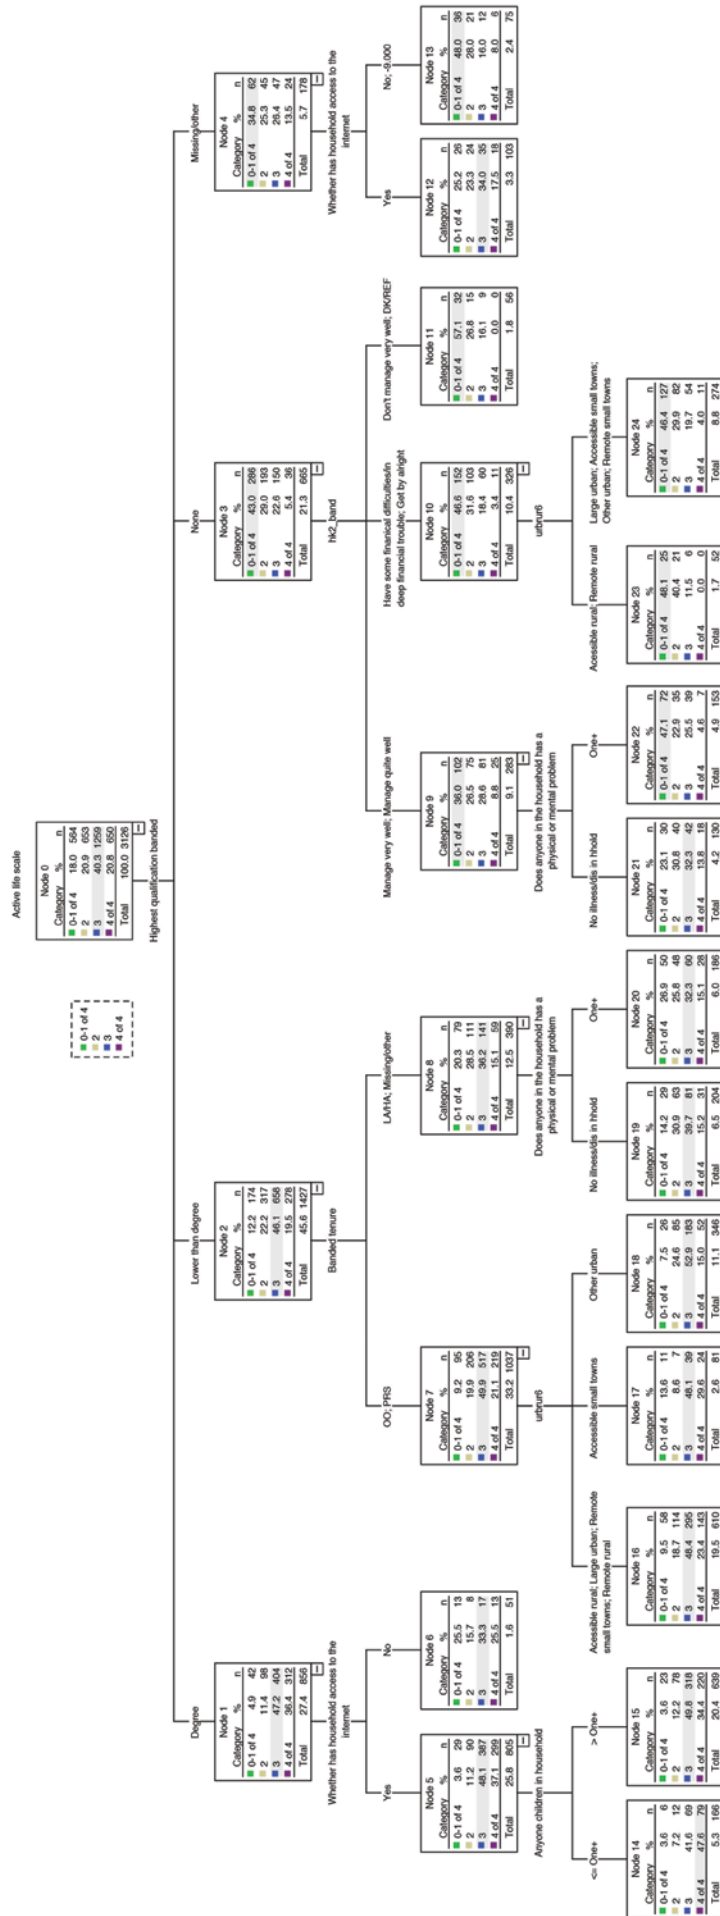 Active life scale
0-1 of 4
2
3
4 of 4
Node 0
Category % n
0-1 of 4 18.0 564
2 20.9 653
3 40.3 1259
4 of 4 20.8 650
Total 100.0 3126
Highest qualification banded
Degree
Node 1
Category % n
0-1 of 4 4.9 42
2 11.4 98
3 47.2 404
4 of 4 36.4 312
Total 27.4 856
Whether has household access to the
internet
Lower than degree
Node 2
Category % n
0-1 of 4 12.2 174
2 22.2 317
3 46.1 658
4 of 4 19.5 278
Total 45.6 1427
Banded tenure
None
Node 3
Category % n
0-1 of 4 43.0 286
2 29.0 193
3 22.6 150
4 of 4 5.4 36
Total 21.3 665
hk2_band
Missing/other
Node 4
Category % n
0-1 of 4 34.8 62
2 25.3 45
3 26.4 47
4 of 4 13.5 24
Total 5.7 178
Whether has household access to the
internet
Yes
Node 5
Category % n
0-1 of 4 3.6 29
2 11.2 90
3 48.1 387
4 of 4 37.1 299
Total 25.8 805
Anyone children in household
No
Node 6
Category % n
0-1 of 4 25.5 13
2 15.7 8
3 33.3 17
4 of 4 25.5 13
Total 1.6 51
OO; PRS
Node 7
Category % n
0-1 of 4 9.2 95
2 19.9 206
3 49.9 517
4 of 4 21.1 219
Total 33.2 1037
urbrur6
LA/HA; Missing/other
Node 8
Category % n
0-1 of 4 20.3 79
2 28.5 111
3 36.2 141
4 of 4 15.1 59
Total 12.5 390
Does anyone in the household has a
physical or mental problem
Manage very well; Manage quite well
Node 9
Category % n
0-1 of 4 36.0 102
2 26.5 75
3 28.6 81
4 of 4 8.8 25
Total 9.1 283
Does anyone in the household has a
physical or mental problem
Have some finanical difficulties/in
deep financial trouble; Get by alright
Node 10
Category % n
0-1 of 4 46.6 152
2 31.6 103
3 18.4 60
4 of 4 3.4 11
Total 10.4 326
urbrur6
Don't manage very well; DK/REF
Node 11
Category % n
0-1 of 4 57.1 32
2 26.8 15
3 16.1 9
4 of 4 0.0 0
Total 1.8 56
Yes
Node 12
Category % n
0-1 of 4 25.2 26
2 23.3 24
3 34.0 35
4 of 4 17.5 18
Total 3.3 103
No; -9.000
Node 13
Category % n
0-1 of 4 48.0 36
2 28.0 21
3 16.0 12
4 of 4 8.0 6
Total 2.4 75
<= One+
Node 14
Category % n
0-1 of 4 3.6 6
2 7.2 12
3 41.6 69
4 of 4 47.6 79
Total 5.3 166
> One+
Node 15
Category % n
0-1 of 4 3.6 23
2 12.2 78
3 49.8 318
4 of 4 34.4 220
Total 20.4 639
Acessible rural; Large urban; Remote
small towns; Remote rural
Node 16
Category % n
0-1 of 4 9.5 58
2 18.7 114
3 48.4 295
4 of 4 23.4 143
Total 19.5 610
Accessible small towns
Node 17
Category % n
0-1 of 4 13.6 11
2 8.6 7
3 48.1 39
4 of 4 29.6 24
Total 2.6 81
Other urban
Node 18
Category % n
0-1 of 4 7.5 26
2 24.6 85
3 52.9 183
4 of 4 15.0 52
Total 11.1 346
No illness/dis in hhold
Node 19
Category % n
0-1 of 4 14.2 29
2 30.9 63
3 39.7 81
4 of 4 15.2 31
Total 6.5 204
One+
Node 20
Category % n
0-1 of 4 26.9 50
2 25.8 48
3 32.3 60
4 of 4 15.1 28
Total 6.0 186
No illness/dis in hhold
Node 21
Category % n
0-1 of 4 23.1 30
2 30.8 40
3 32.3 42
4 of 4 13.8 18
Total 4.2 130
One+
Node 22
Category % n
0-1 of 4 47.1 72
2 22.9 35
3 25.5 39
4 of 4 4.6 7
Total 4.9 153
Acessible rural; Remote rural
Node 23
Category % n
0-1 of 4 48.1 25
2 40.4 21
3 11.5 6
4 of 4 0.0 0
Total 1.7 52
Large urban; Accessible small towns;
Other urban; Remote small towns
Node 24
Category % n
0-1 of 4 46.4 127
2 29.9 82
3 19.7 54
4 of 4 4.0 11
Total 8.8 274